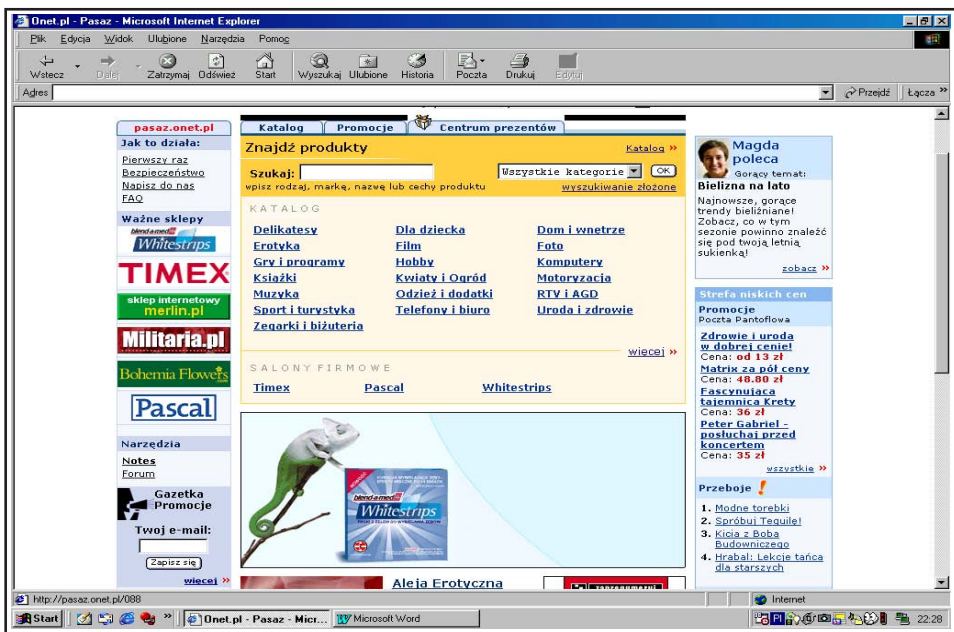 Onet.pl - Pasaz - Microsoft Internet Explorer
Plik Edycja Widok Ulubione Narzędzia Pomoc
Wstecz Dalej Zatrzymaj Odśwież Start Wyszukaj Ulubione Historia Poczta Drukuj Edytuj
Adres Przejdź Łącza »
pasaz.onet.pl
Jak to działa:
Pierwszy raz
Bezpieczeństwo
Napisz do nas
FAQ
Ważne sklepy
blend-a-med
Whitestrips
TIMEX
sklep internetowy
merlin.pl
Militaria.pl
Bohemia Flowers
Pascal
Narzędzia
Notes
Forum
Gazetka
Promocje
Twoj e-mail:
Zapisz się
więcej »
Katalog Promocje Centrum prezentów
Znajdź produkty Katalog »
Szukaj: Wszystkie kategorie OK
wpisz rodzaj, markę, nazwę lub cechy produktu wyszukiwanie złożone
KATALOG
Delikatesy Dla dziecka Dom i wnętrze
Erotyka Film Foto
Gry i programy Hobby Komputery
Książki Kwiaty i Ogród Motoryzacja
Muzyka Odzież i dodatki RTV i AGD
Sport i turystyka Telefony i biuro Uroda i zdrowie
Zegarki i biżuteria
więcej »
SALONY FIRMOWE
Timex Pascal Whitestrips
NOWOŚĆ!
blend-a-med
Whitestrips
Aleja Erotyczna
Magda
poleca
Gorący temat:
Bielizna na lato
Najnowsze, gorące
trendy bieliźniane!
Zobacz, co w tym
sezonie powinno znaleźć
się pod twoją letnią
sukienką!
zobacz »
Strefa niskich cen
Promocje
Poczta Pantoflowa
Zdrowie i uroda
w dobrej cenie!
Cena: od 13 zł
Matrix za pół ceny
Cena: 48.80 zł
Fascynująca
tajemnica Krety
Cena: 36 zł
Peter Gabriel -
posłuchaj przed
koncertem
Cena: 35 zł
wszystkie »
Przeboje
1. Modne torebki
2. Spróbuj Tequilę!
3. Kicia z Boba
Budowniczego
4. Hrabal: Lekcje tańca
dla starszych
http://pasaz.onet.pl/088 Internet
Start » Onet.pl - Pasaz - Micr... Microsoft Word Pl 22:28